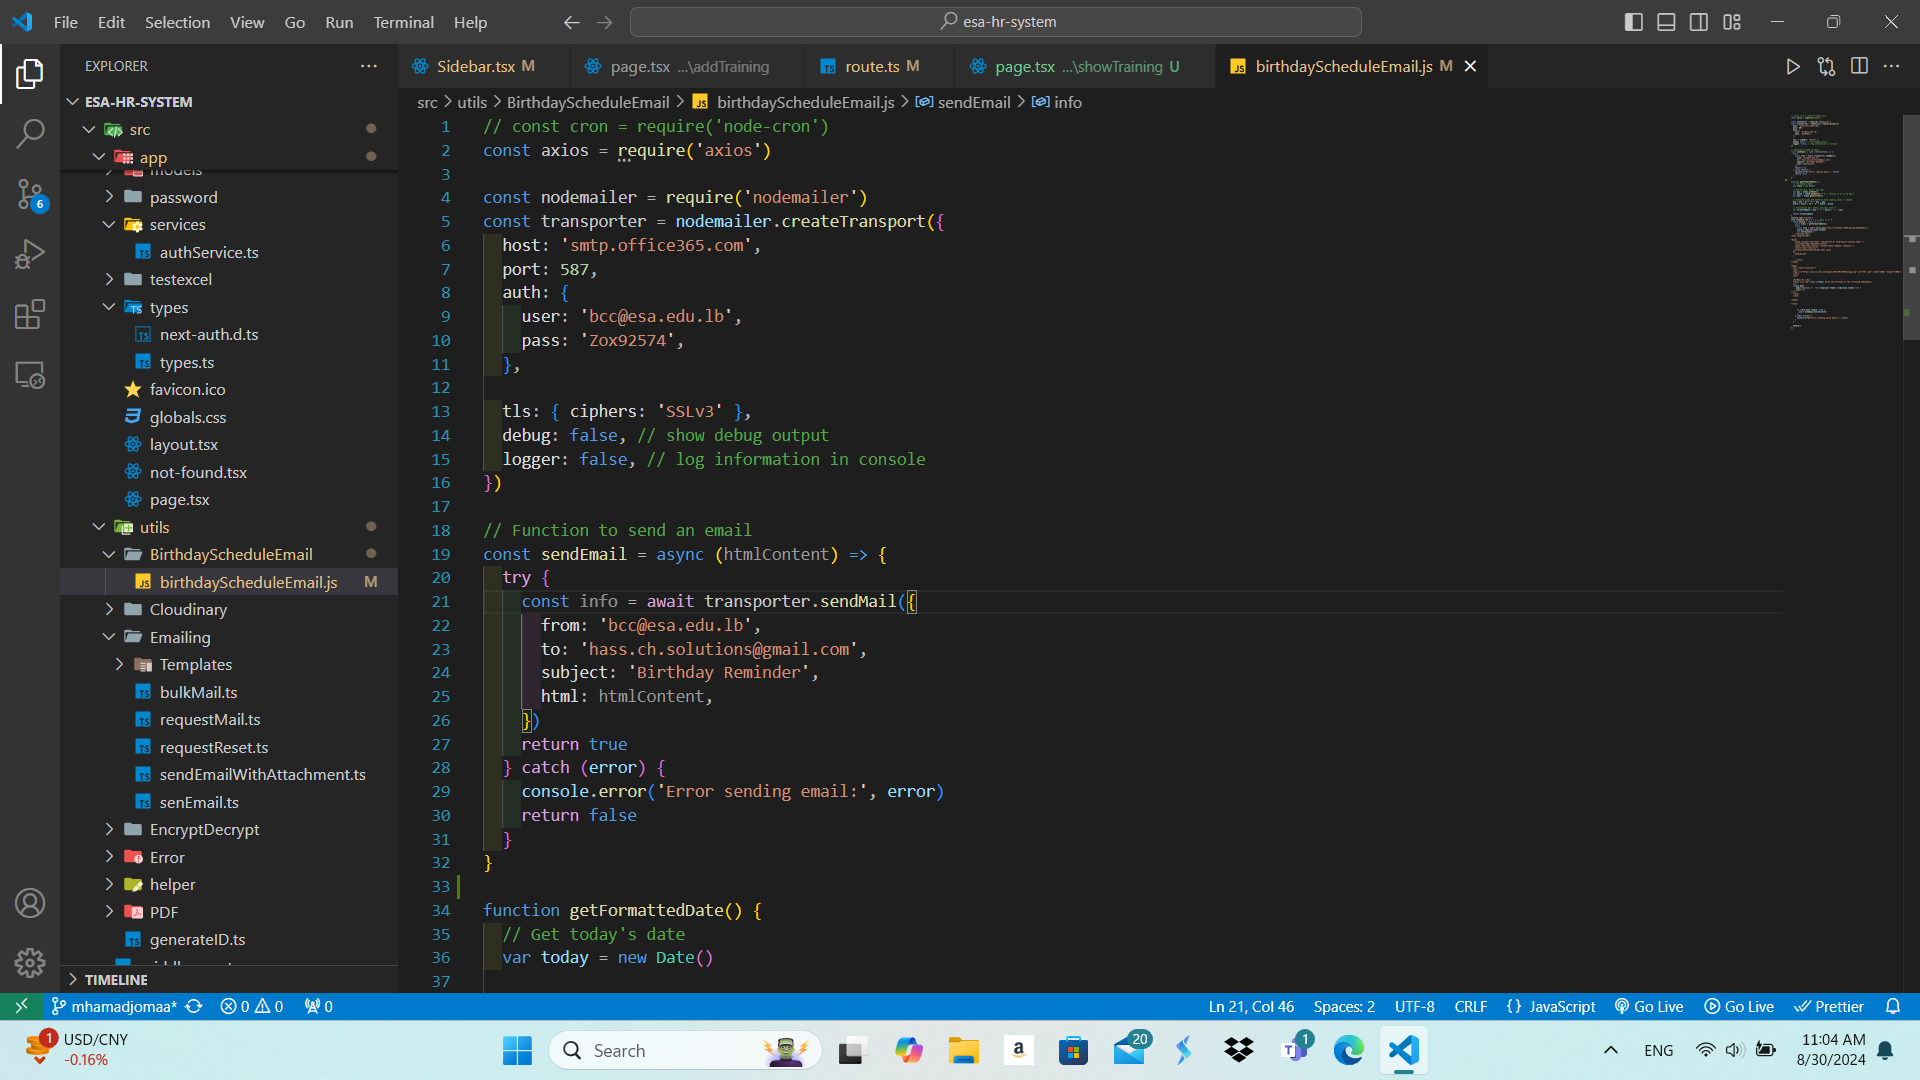 File Edit Selection View Go Run Terminal Help
esa-hr-system
EXPLORER
Sidebar.tsx M
page.tsx ...\addTraining
route.ts M
page.tsx ...\showTraining U
birthdayScheduleEmail.js M
src > utils > BirthdayScheduleEmail > birthdayScheduleEmail.js > sendEmail > info
ESA-HR-SYSTEM
src
app
models
password
services
authService.ts
testexcel
types
next-auth.d.ts
types.ts
favicon.ico
globals.css
layout.tsx
not-found.tsx
page.tsx
utils
BirthdayScheduleEmail
birthdayScheduleEmail.js M
Cloudinary
Emailing
Templates
bulkMail.ts
requestMail.ts
requestReset.ts
sendEmailWithAttachment.ts
senEmail.ts
EncryptDecrypt
Error
helper
PDF
generateID.ts
TIMELINE
6
1 // const cron = require('node-cron')
2 const axios = require('axios')
3
4 const nodemailer = require('nodemailer')
5 const transporter = nodemailer.createTransport({
6 host: 'smtp.office365.com',
7 port: 587,
8 auth: {
9 user: 'bcc@esa.edu.lb',
10 pass: 'Zox92574',
11 },
12
13 tls: { ciphers: 'SSLv3' },
14 debug: false, // show debug output
15 logger: false, // log information in console
16 })
17
18 // Function to send an email
19 const sendEmail = async (htmlContent) => {
20 try {
21 const info = await transporter.sendMail({
22 from: 'bcc@esa.edu.lb',
23 to: 'hass.ch.solutions@gmail.com',
24 subject: 'Birthday Reminder',
25 html: htmlContent,
26 })
27 return true
28 } catch (error) {
29 console.error('Error sending email:', error)
30 return false
31 }
32 }
33
34 function getFormattedDate() {
35 // Get today's date
36 var today = new Date()
37
mhamadjomaa* 0 0 0
Ln 21, Col 46 Spaces: 2 UTF-8 CRLF {} JavaScript Go Live Go Live Prettier
1 USD/CNY
-0.16%
Search
20
1
ENG
11:04 AM
8/30/2024